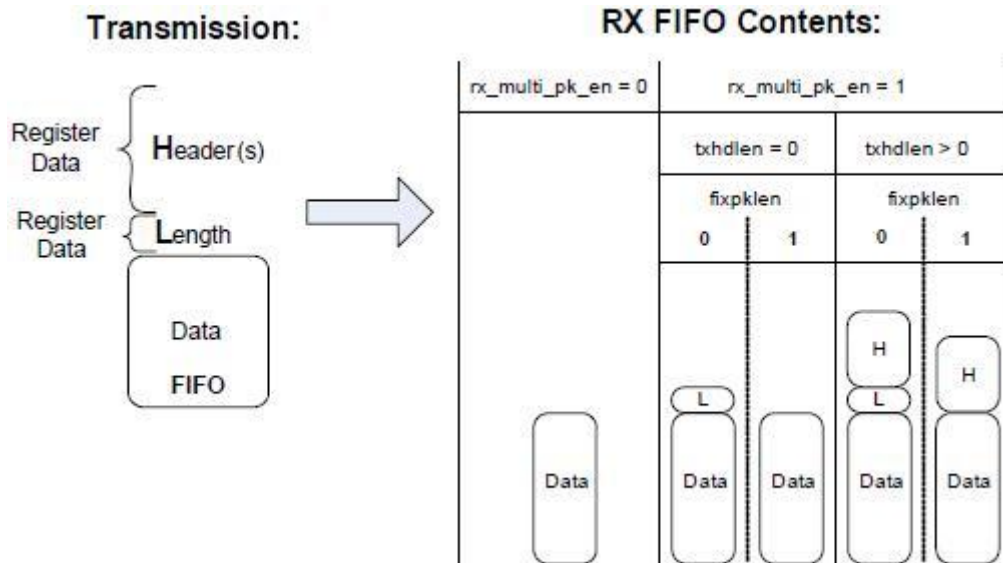 Transmission:
RX FIFO Contents:
Register
Data
Header(s)
Register
Data
Length
Data
FIFO
rx_multi_pk_en = 0
rx_multi_pk_en = 1
txhdlen = 0
txhdlen > 0
fixpklen
fixpklen
0
1
0
1
H
H
L
L
Data
Data
Data
Data
Data